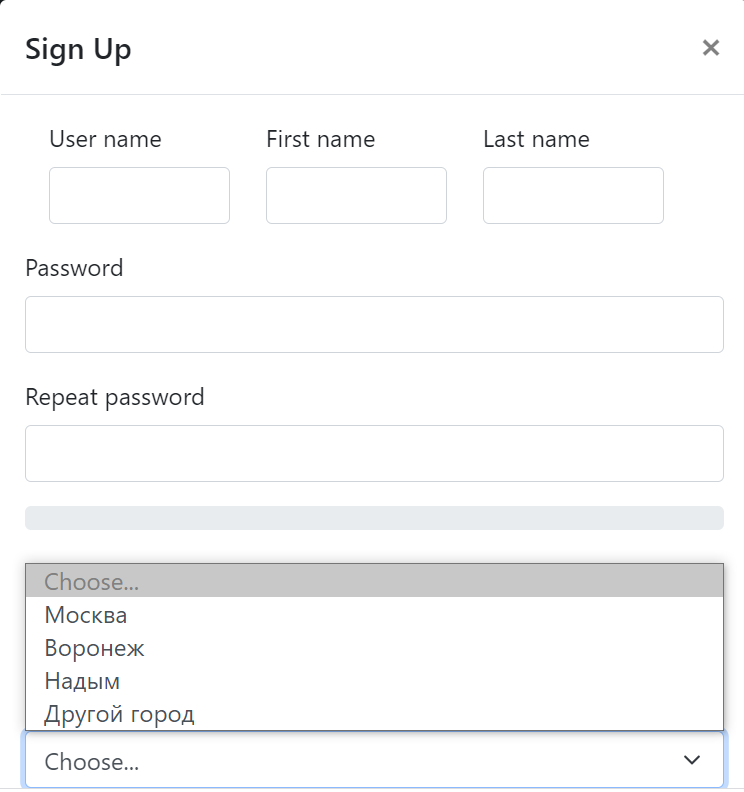 Sign Up
User name First name Last name
Password
Repeat password
Choose...
Москва
Воронеж
Надым
Другой город
Choose...